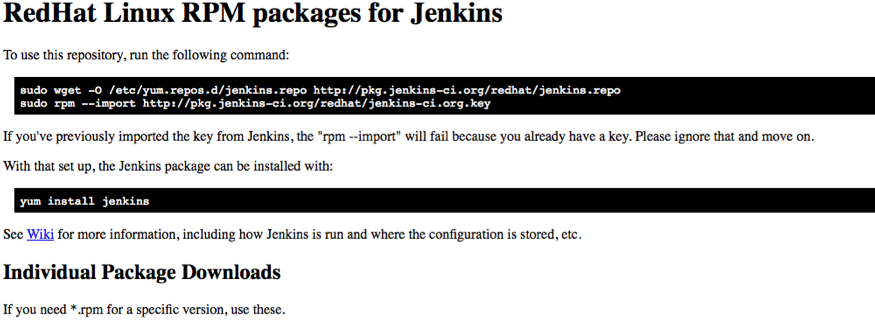 RedHat Linux RPM packages for Jenkins
To use this repository, run the following command:
sudo wget -O /etc/yum.repos.d/jenkins.repo http://pkg.jenkins-ci.org/redhat/jenkins.repo
sudo rpm --import http://pkg.jenkins-ci.org/redhat/jenkins-ci.org.key
If you've previously imported the key from Jenkins, the "rpm --import" will fail because you already have a key. Please ignore that and move on.
With that set up, the Jenkins package can be installed with:
yum install jenkins
See Wiki for more information, including how Jenkins is run and where the configuration is stored, etc.
Individual Package Downloads
If you need *.rpm for a specific version, use these.